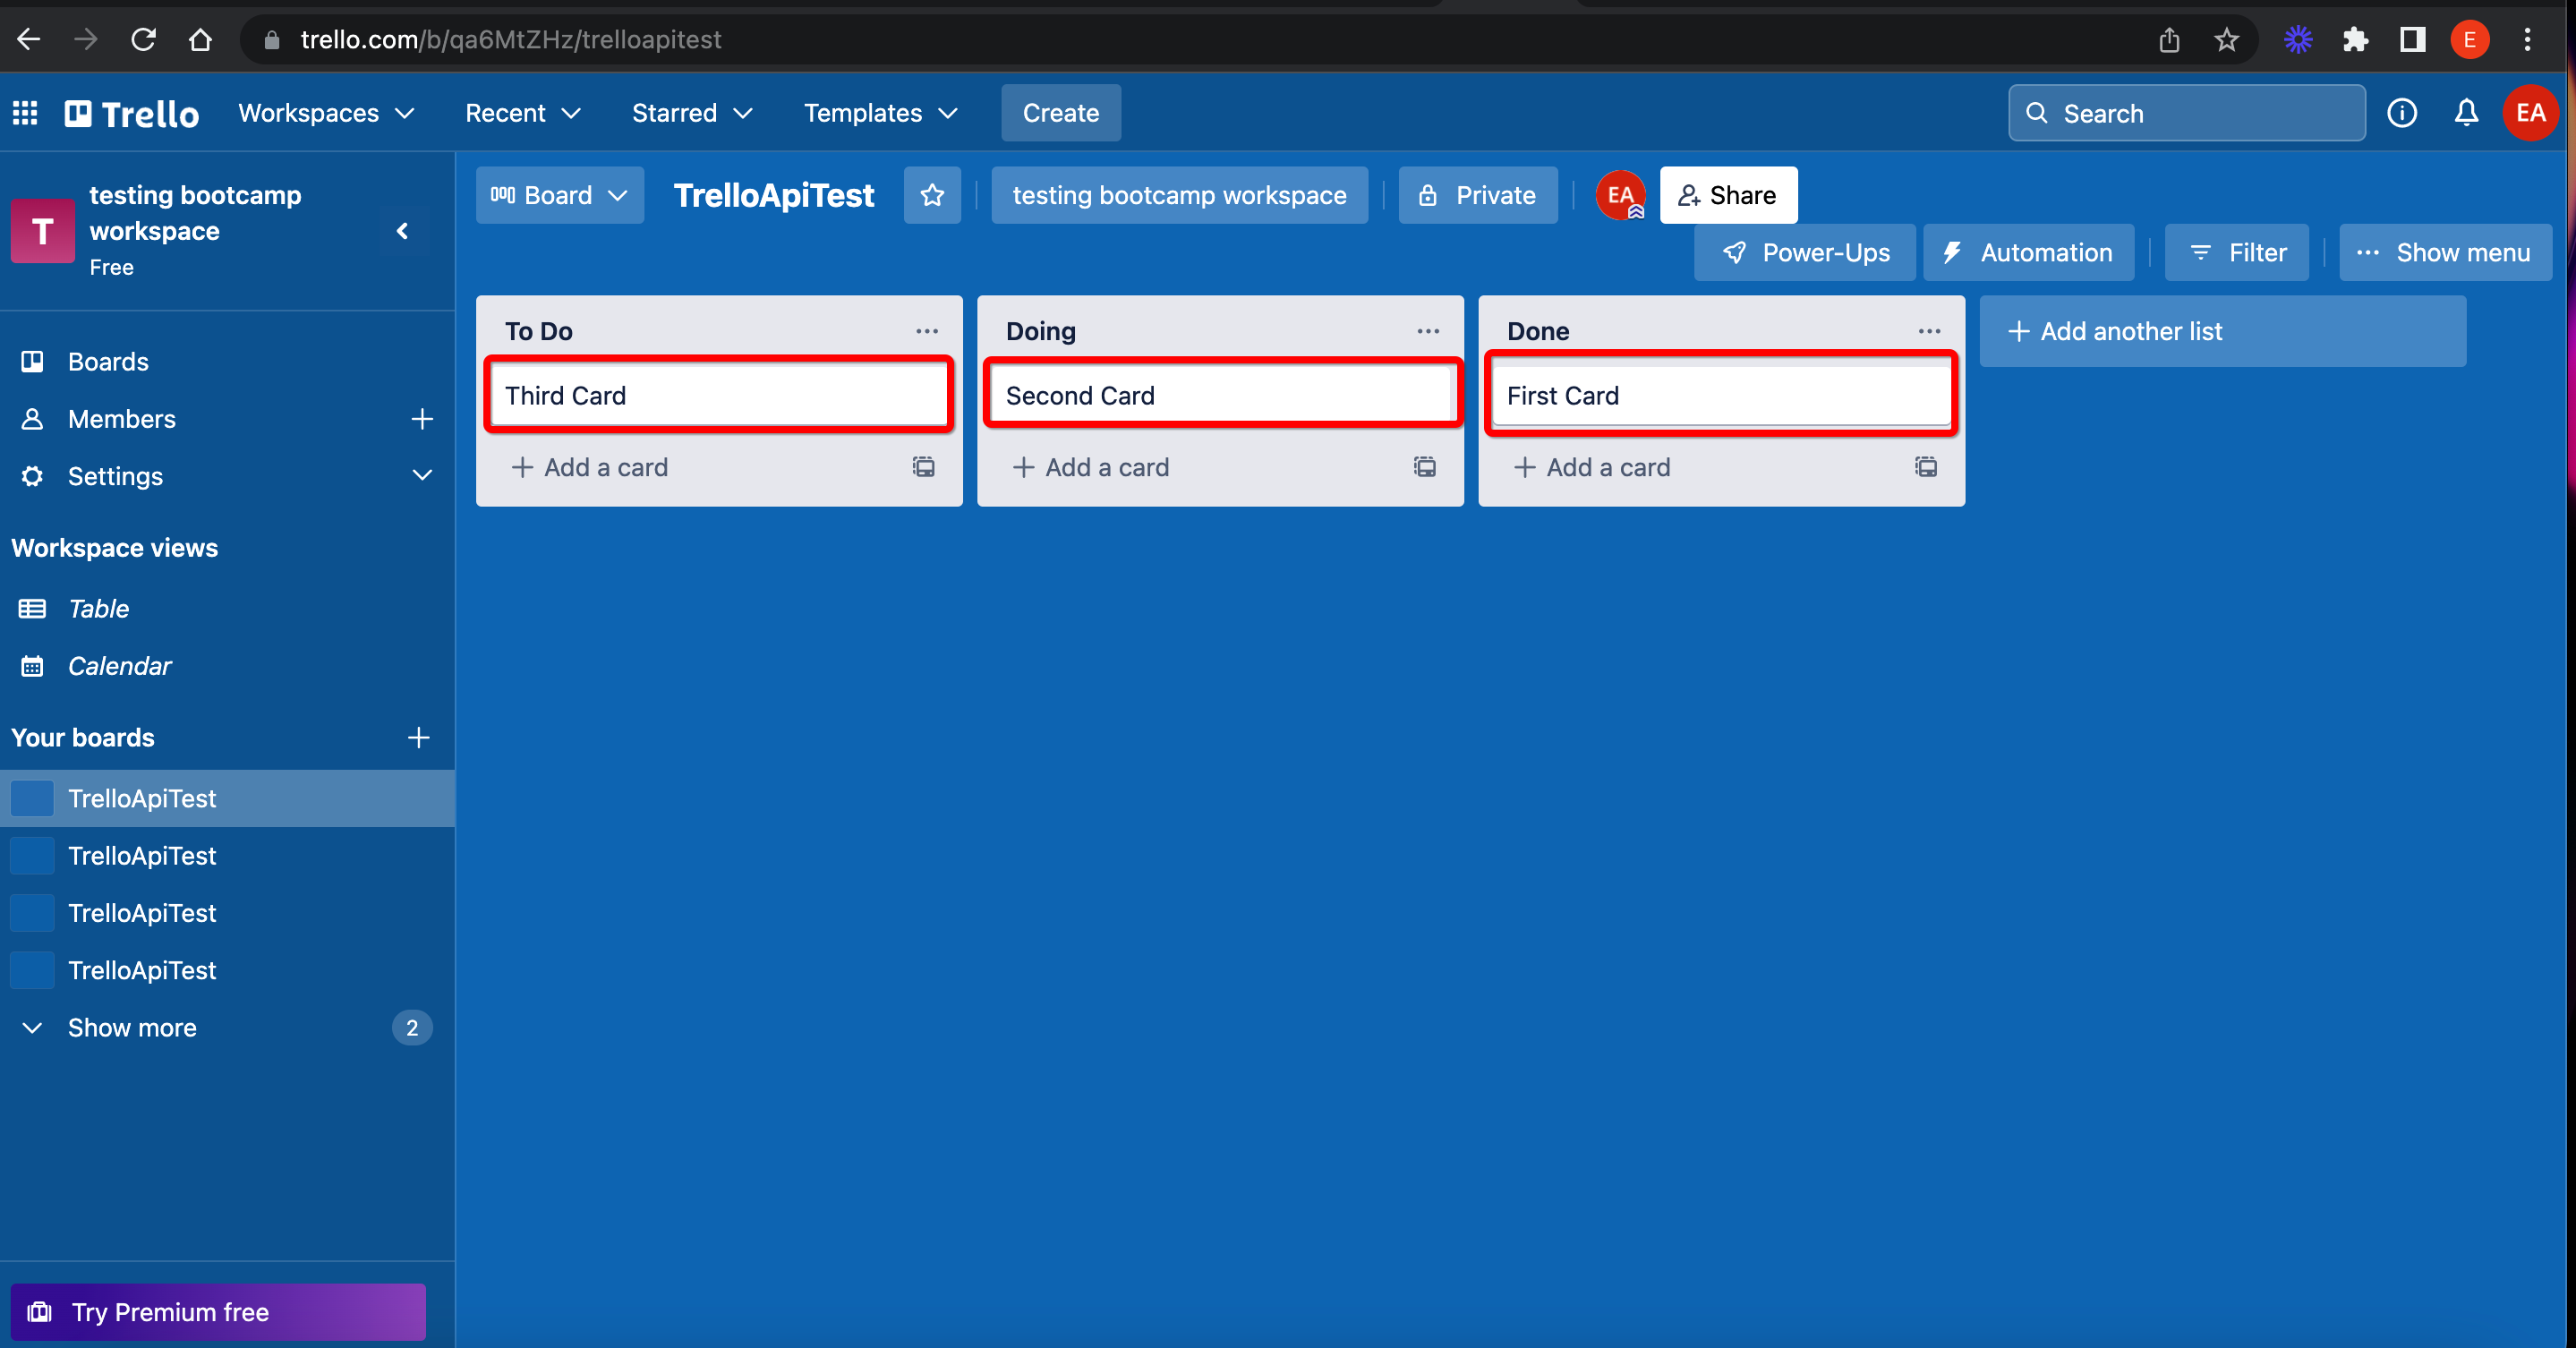 trello.com/b/qa6MtZHz/trelloapitest
E
Trello Workspaces Recent Starred Templates Create Search EA
T testing bootcamp
workspace
Free
Board TrelloApiTest testing bootcamp workspace Private EA Share
Power-Ups Automation Filter Show menu
Boards
Members
Settings
Workspace views
Table
Calendar
Your boards
TrelloApiTest
TrelloApiTest
TrelloApiTest
TrelloApiTest
Show more 2
Try Premium free
To Do
Third Card
Add a card
Doing
Second Card
Add a card
Done
First Card
Add a card
Add another list